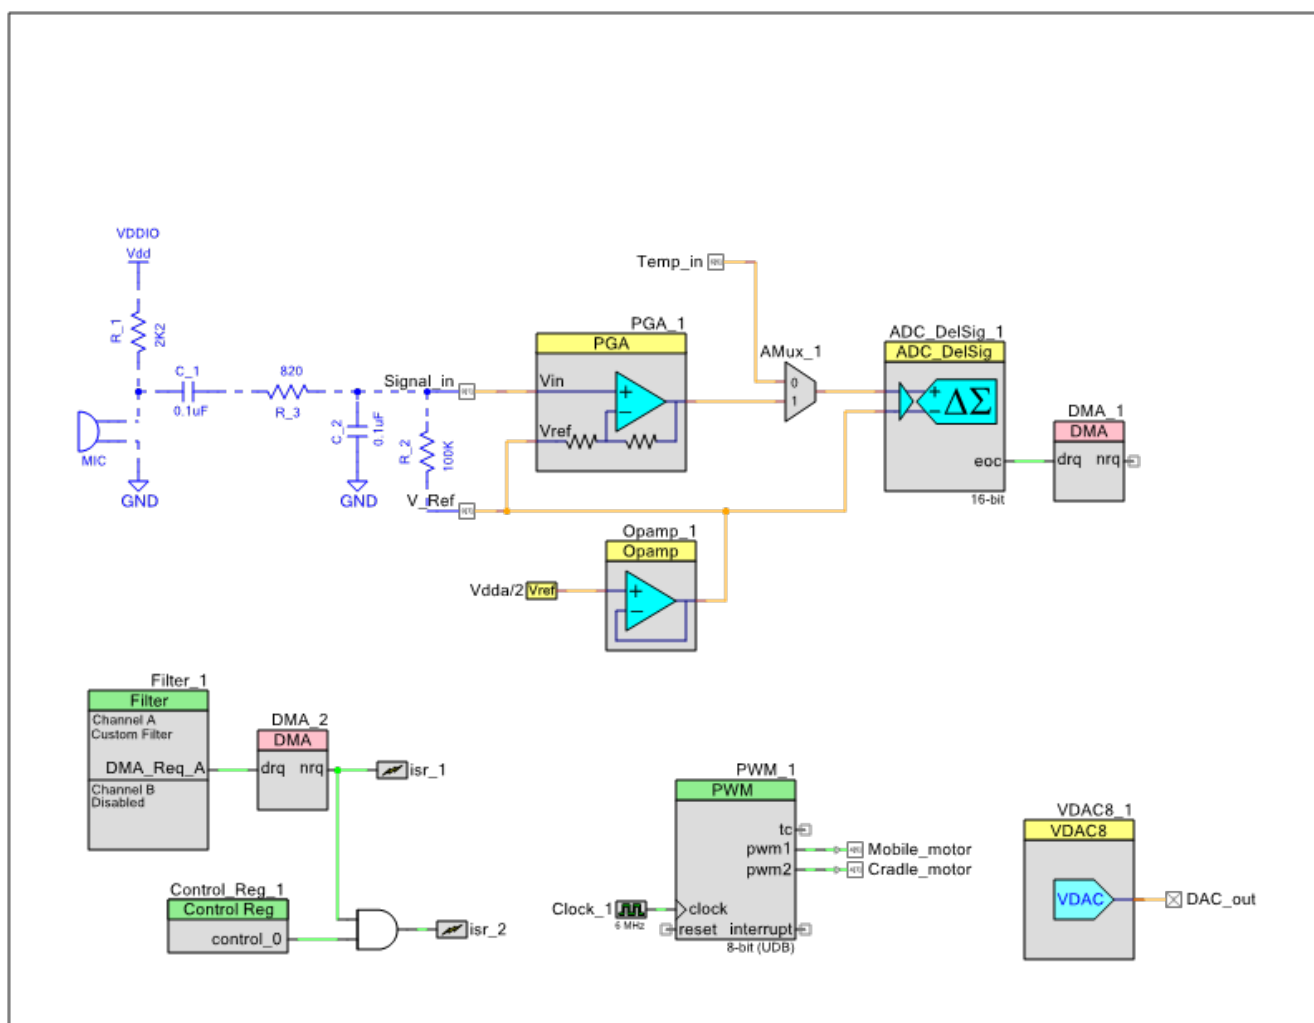 VDDIO
Vdd
R_1
2K2
C_1
0.1uF
820
R_3
MIC
GND
C_2
0.1uF
GND
Signal_in
R_2
100K
V_Ref
Temp_in
PGA_1
PGA
Vin
Vref
AMux_1
0
1
ADC_DelSig_1
ADC_DelSig
ΔΣ
eoc
16-bit
DMA_1
DMA
drq nrq
Opamp_1
Opamp
Vdda/2 Vref
Filter_1
Filter
Channel A
Custom Filter
DMA_Req_A
Channel B
Disabled
DMA_2
DMA
drq nrq
isr_1
Control_Reg_1
Control Reg
control_0
isr_2
PWM_1
PWM
tc
pwm1
Mobile_motor
pwm2
Cradle_motor
Clock_1
6 MHz
clock
reset interrupt
8-bit (UDB)
VDAC8_1
VDAC8
VDAC
DAC_out